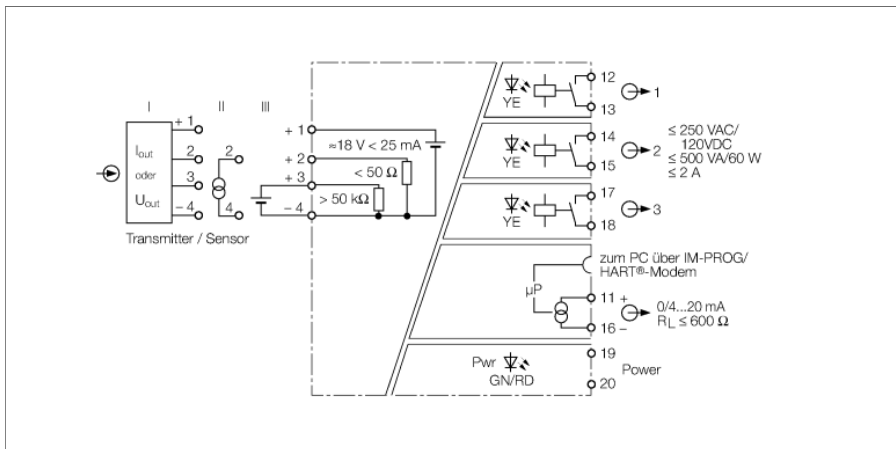 I
II
III
+ 1
2
3
– 4
Iout
oder
Uout
Transmitter / Sensor
2
4
+ 1
+ 2
+ 3
– 4
≈18 V < 25 mA
< 50 Ω
> 50 kΩ
YE
12
13
1
YE
14
15
2
≤ 250 VAC/
120VDC
≤ 500 VA/60 W
≤ 2 A
YE
17
18
3
zum PC über IM-PROG/
HART®-Modem
µP
11 +
16 –
0/4...20 mA
RL ≤ 600 Ω
Pwr
GN/RD
19
20
Power